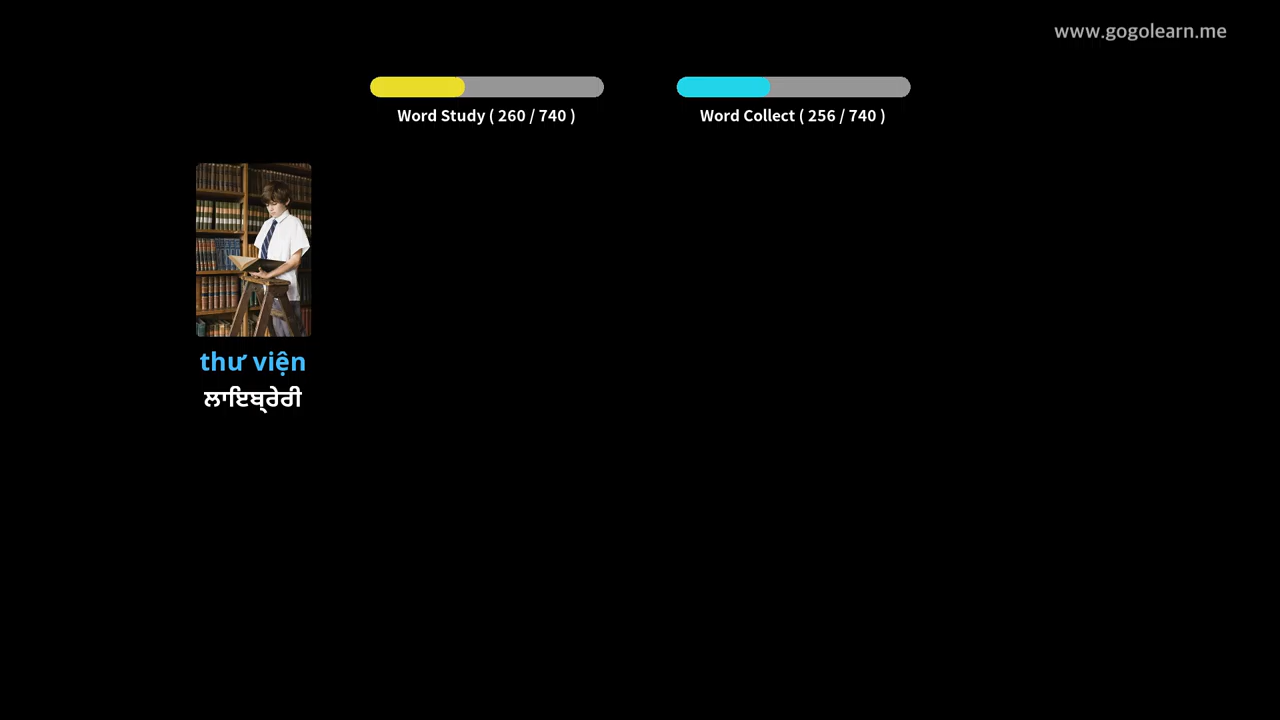 www.gogolearn.me
Word Study ( 260 / 740 )
Word Collect ( 256 / 740 )
thư viện
ਲਾਇਬ੍ਰੇਰੀ